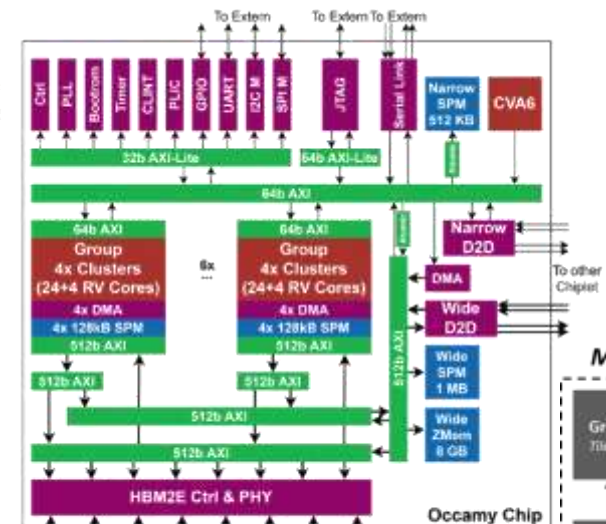 To Extern
To Extern To Extern
Ctrl
PLL
Bootrom
Timer
CLINT
PLIC
GPIO
UART
I2C M
SPI M
JTAG
Serial Link
Narrow
SPM
512 KB
CVA6
32b AXI-Lite
64b AXI-Lite
64b AXI
64b AXI
Group
4x Clusters
(24+4 RV Cores)
4x DMA
4x 128kB SPM
512b AXI
6x
...
64b AXI
Group
4x Clusters
(24+4 RV Cores)
4x DMA
4x 128kB SPM
512b AXI
Narrow
D2D
DMA
To other
Chiplet
Wide
D2D
512b AXI
Wide
SPM
1 MB
Wide
ZMem
8 GB
512b AXI
512b AXI
512b AXI
512b AXI
HBM2E Ctrl & PHY
Occamy Chip
M
Gr